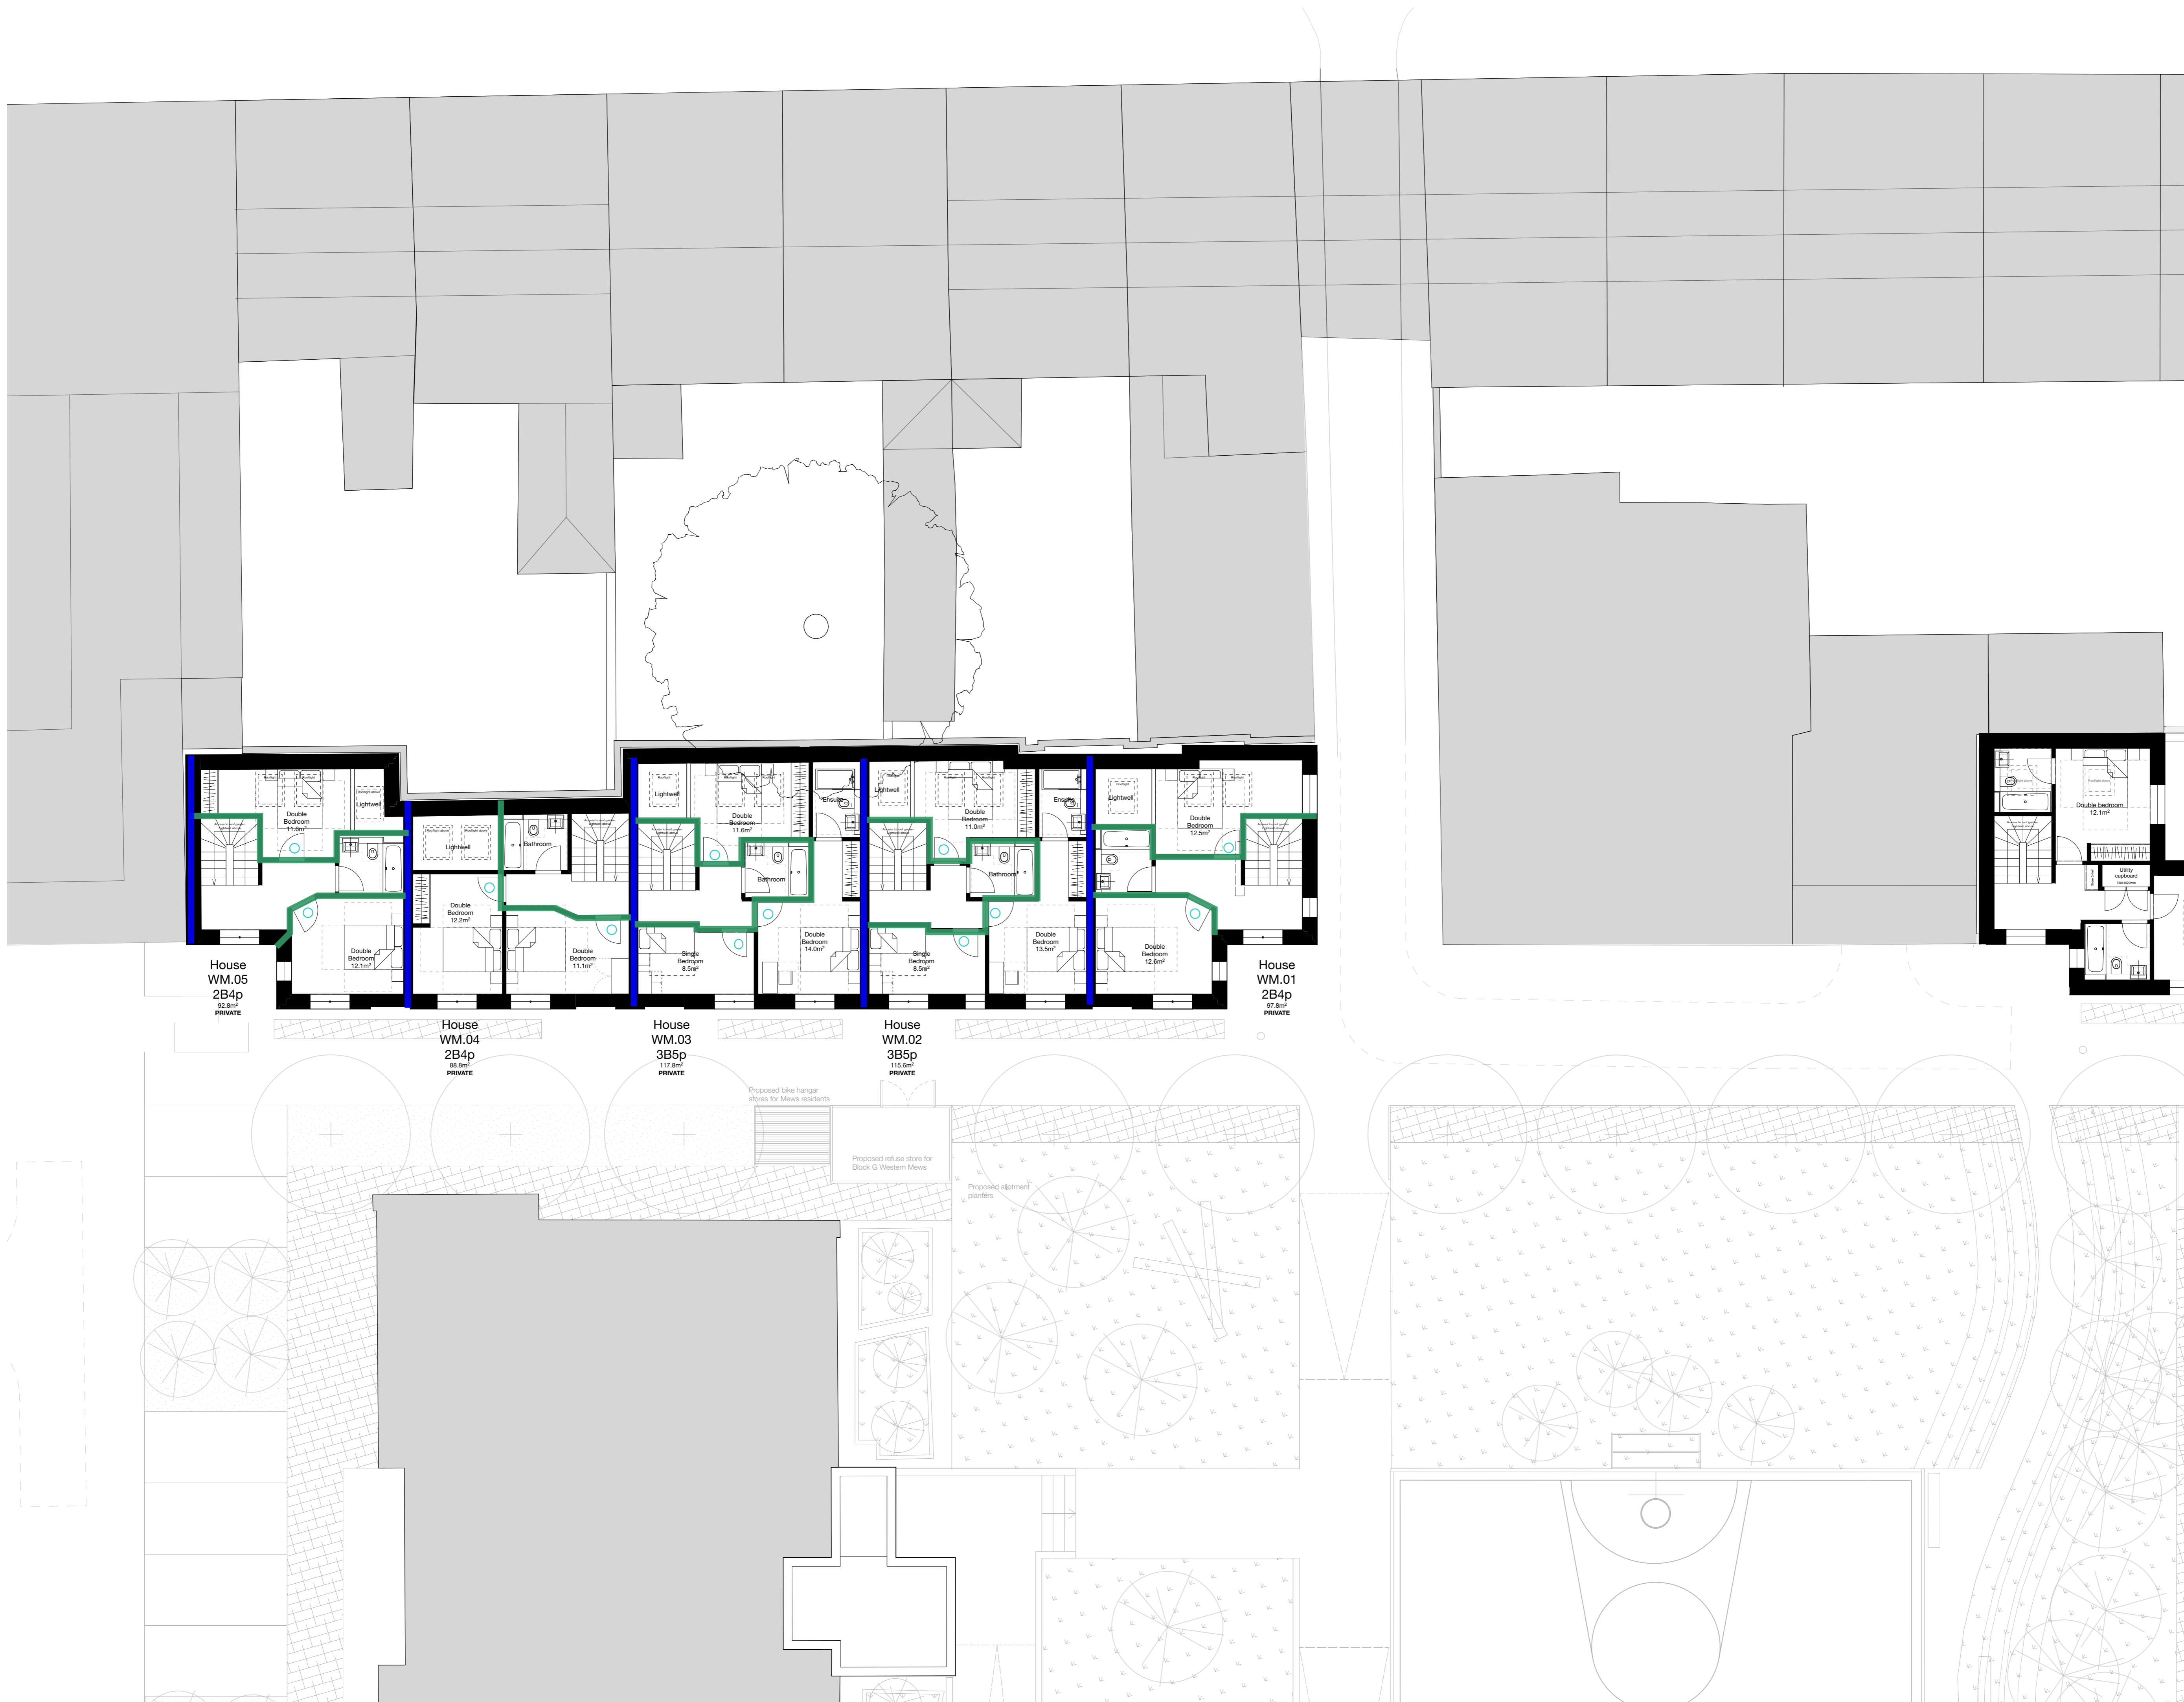 Lightwell
Double
Bedroom
11.6m²
Double
Bedroom
12.1m²
House
WM.05
2B4p
92.8m²
PRIVATE
Lightwell
Bathroom
Double
Bedroom
12.2m²
Double
Bedroom
11.1m²
House
WM.04
2B4p
88.8m²
PRIVATE
Lightwell
Double
Bedroom
11.6m²
Ensuite
Bathroom
Single
Bedroom
8.5m²
Double
Bedroom
14.0m²
House
WM.03
3B5p
117.8m²
PRIVATE
Lightwell
Double
Bedroom
11.0m²
Ensuite
Bathroom
Single
Bedroom
8.5m²
Double
Bedroom
13.5m²
House
WM.02
3B5p
115.6m²
PRIVATE
Lightwell
Double
Bedroom
12.5m²
Double
Bedroom
12.6m²
House
WM.01
2B4p
97.8m²
PRIVATE
Double bedroom
12.1m²
Utility
cupboard
Proposed bike hangar
stores for Mews residents
Proposed refuse store for
Block G Western Mews
Proposed allotment
planters